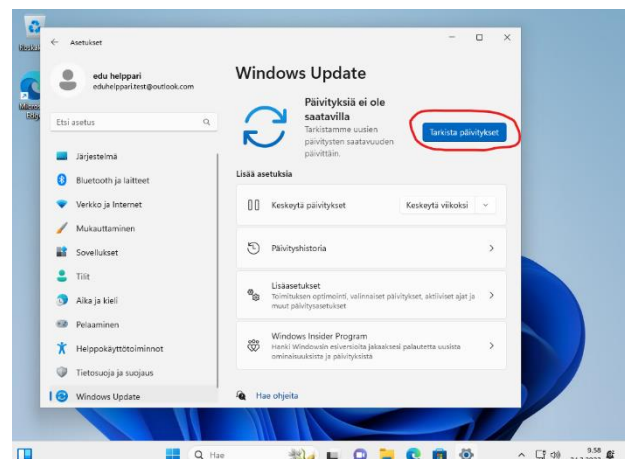 Asetukset
edu helppari
eduhelppari.test@outlook.com
Etsi asetus
Järjestelmä
Bluetooth ja laitteet
Verkko ja Internet
Mukauttaminen
Sovellukset
Tilit
Aika ja kieli
Pelaaminen
Helppokäyttötoiminnot
Tietosuoja ja suojaus
Windows Update
Windows Update
Päivityksiä ei ole
saatavilla
Tarkistamme uusien
päivitysten saatavuuden
päivittäin.
Tarkista päivitykset
Lisää asetuksia
Keskeytä päivitykset
Keskeytä viikoksi
Päivityshistoria
Lisäasetukset
Toimituksen optimointi, valinnaiset päivitykset, aktiiviset ajat ja
muut päivitysasetukset
Windows Insider Program
Hanki Windowsin esiversioita jakaaksesi palautetta uusista
ominaisuuksista ja päivityksistä
Hae ohjeita
Hae
9.58